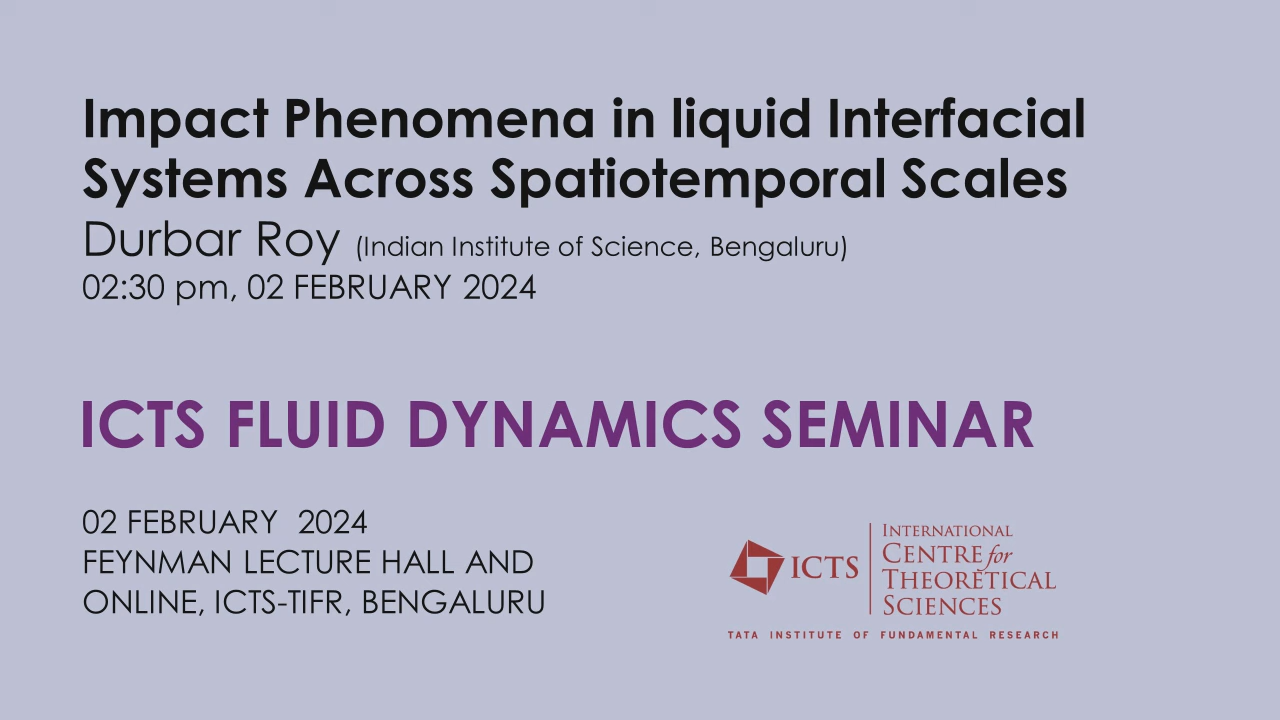 Impact Phenomena in liquid Interfacial
Systems Across Spatiotemporal Scales
Durbar Roy (Indian Institute of Science, Bengaluru)
02:30 pm, 02 FEBRUARY 2024
ICTS FLUID DYNAMICS SEMINAR
02 FEBRUARY 2024
FEYNMAN LECTURE HALL AND
ONLINE, ICTS-TIFR, BENGALURU
ICTS
INTERNATIONAL
CENTRE for
THEORETICAL
SCIENCES
TATA INSTITUTE OF FUNDAMENTAL RESEARCH